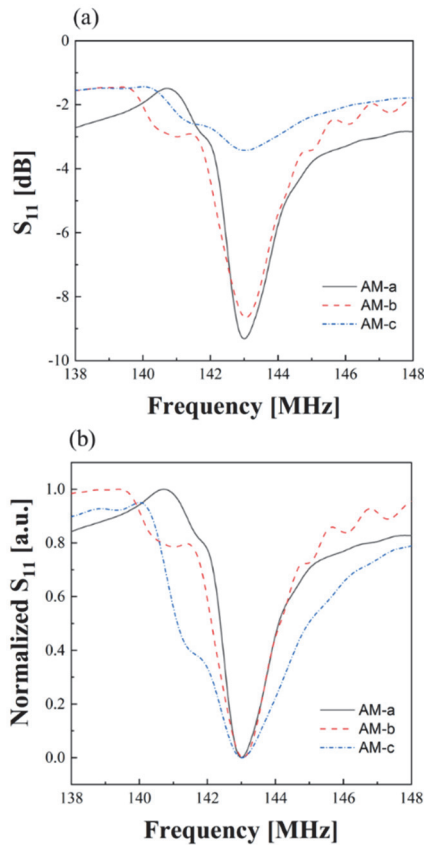 (a)
0
-2
-4
-6
-8
-10
S11 [dB]
AM-a
AM-b
AM-c
138 140 142 144 146 148
Frequency [MHz]
(b)
1.0
0.8
0.6
0.4
0.2
0.0
Normalized S11 [a.u.]
AM-a
AM-b
AM-c
138 140 142 144 146 148
Frequency [MHz]